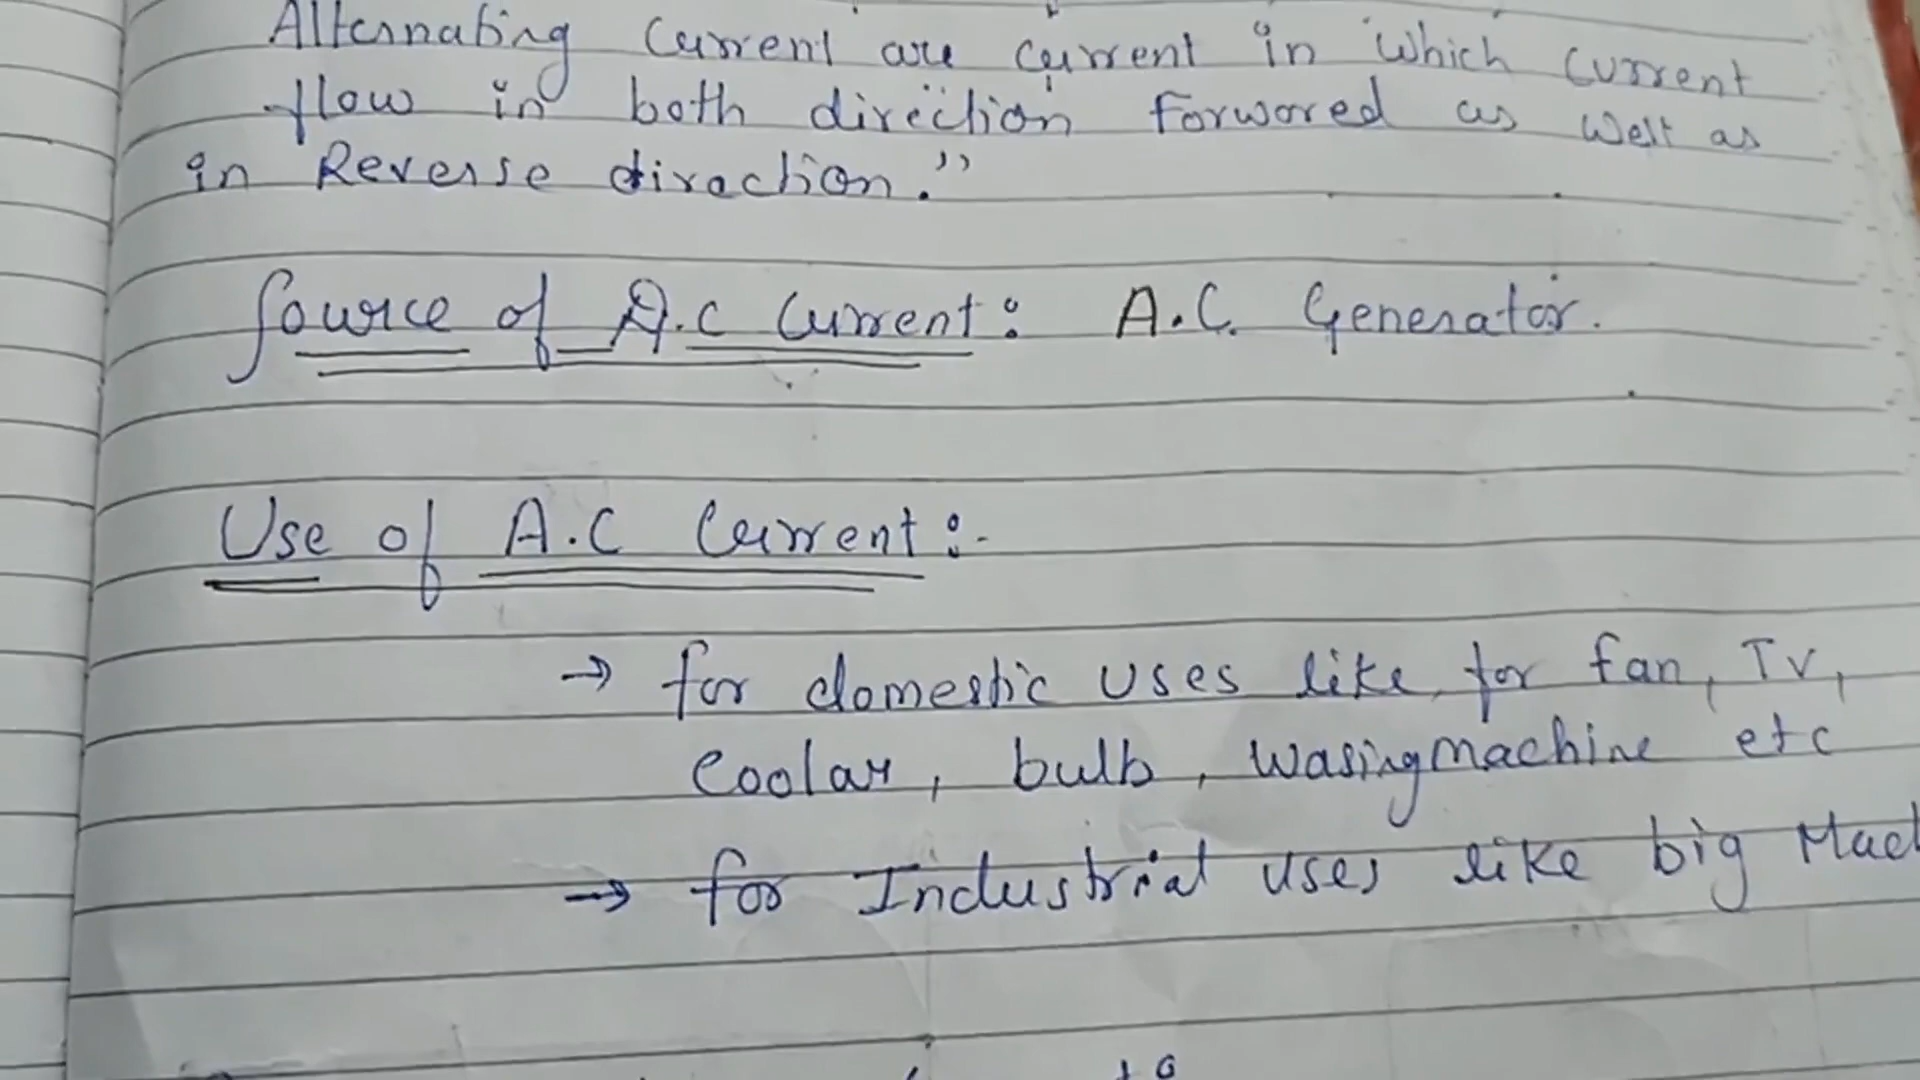 Alternating Current are current in which current
flow in both direction forwored as well as
in Reverse diraction."
Source of A.C Current: A.C. Generator.
Use of A.C Current :-
→ for domestic uses like for fan, TV,
Coolar, bulb, wasingmachine etc
→ for Industrial uses like big Mach